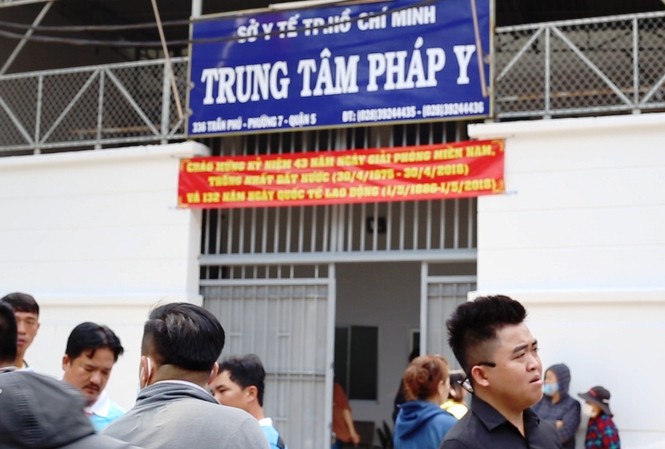 SỞ Y TẾ TP.HỒ CHÍ MINH
TRUNG TÂM PHÁP Y
336 TRẦN PHÚ - PHƯỜNG 7 - QUẬN 5 ĐT: (028)39244435 - (028)39244436
CHÀO MỪNG KỶ NIỆM 43 NĂM NGÀY GIẢI PHÓNG MIỀN NAM,
THỐNG NHẤT ĐẤT NƯỚC (30/4/1975 - 30/4/2018)
VÀ 132 NĂM NGÀY QUỐC TẾ LAO ĐỘNG (1/5/1886-1/5/2018)